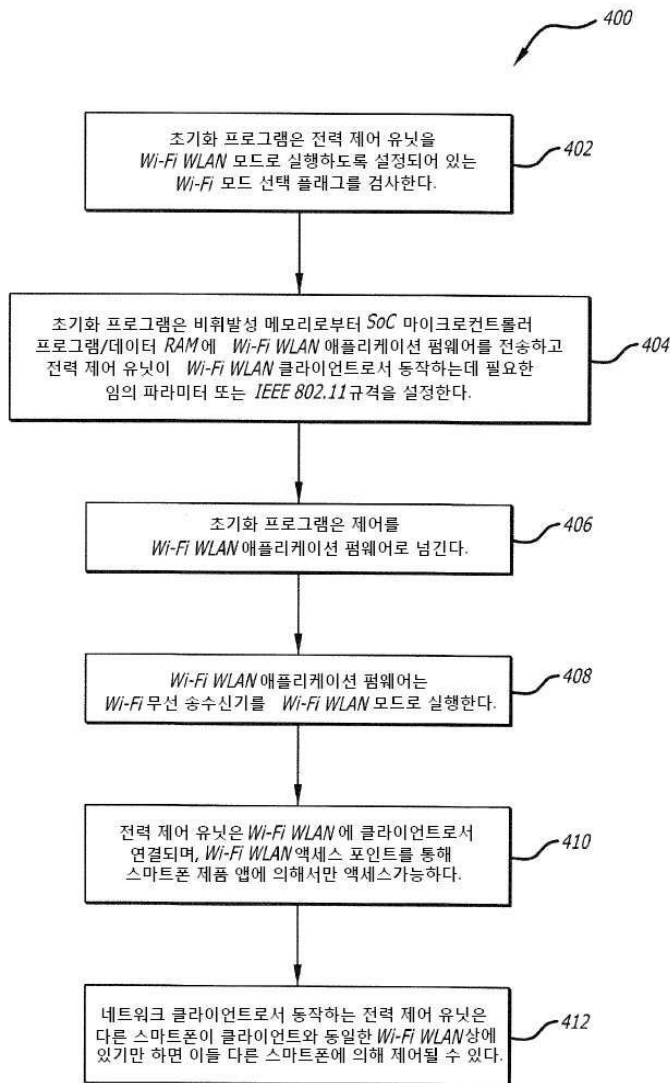 400
초기화 프로그램은 전력 제어 유닛을
Wi-Fi WLAN 모드로 실행하도록 설정되어 있는
Wi-Fi 모드 선택 플래그를 검사한다.
402
초기화 프로그램은 비휘발성 메모리로부터 SoC 마이크로컨트롤러
프로그램/데이터 RAM에 Wi-Fi WLAN 애플리케이션 펌웨어를 전송하고
전력 제어 유닛이 Wi-Fi WLAN 클라이언트로서 동작하는데 필요한
임의 파라미터 또는 IEEE 802.11 규격을 설정한다.
404
초기화 프로그램은 제어를
Wi-Fi WLAN 애플리케이션 펌웨어로 넘긴다.
406
Wi-Fi WLAN 애플리케이션 펌웨어는
Wi-Fi 무선 송수신기를 Wi-Fi WLAN 모드로 실행한다.
408
전력 제어 유닛은 Wi-Fi WLAN에 클라이언트로서
연결되며, Wi-Fi WLAN 액세스 포인트를 통해
스마트폰 제품 앱에 의해서만 액세스가능하다.
410
네트워크 클라이언트로서 동작하는 전력 제어 유닛은
다른 스마트폰이 클라이언트와 동일한 Wi-Fi WLAN상에
있기만 하면 이들 다른 스마트폰에 의해 제어될 수 있다.
412